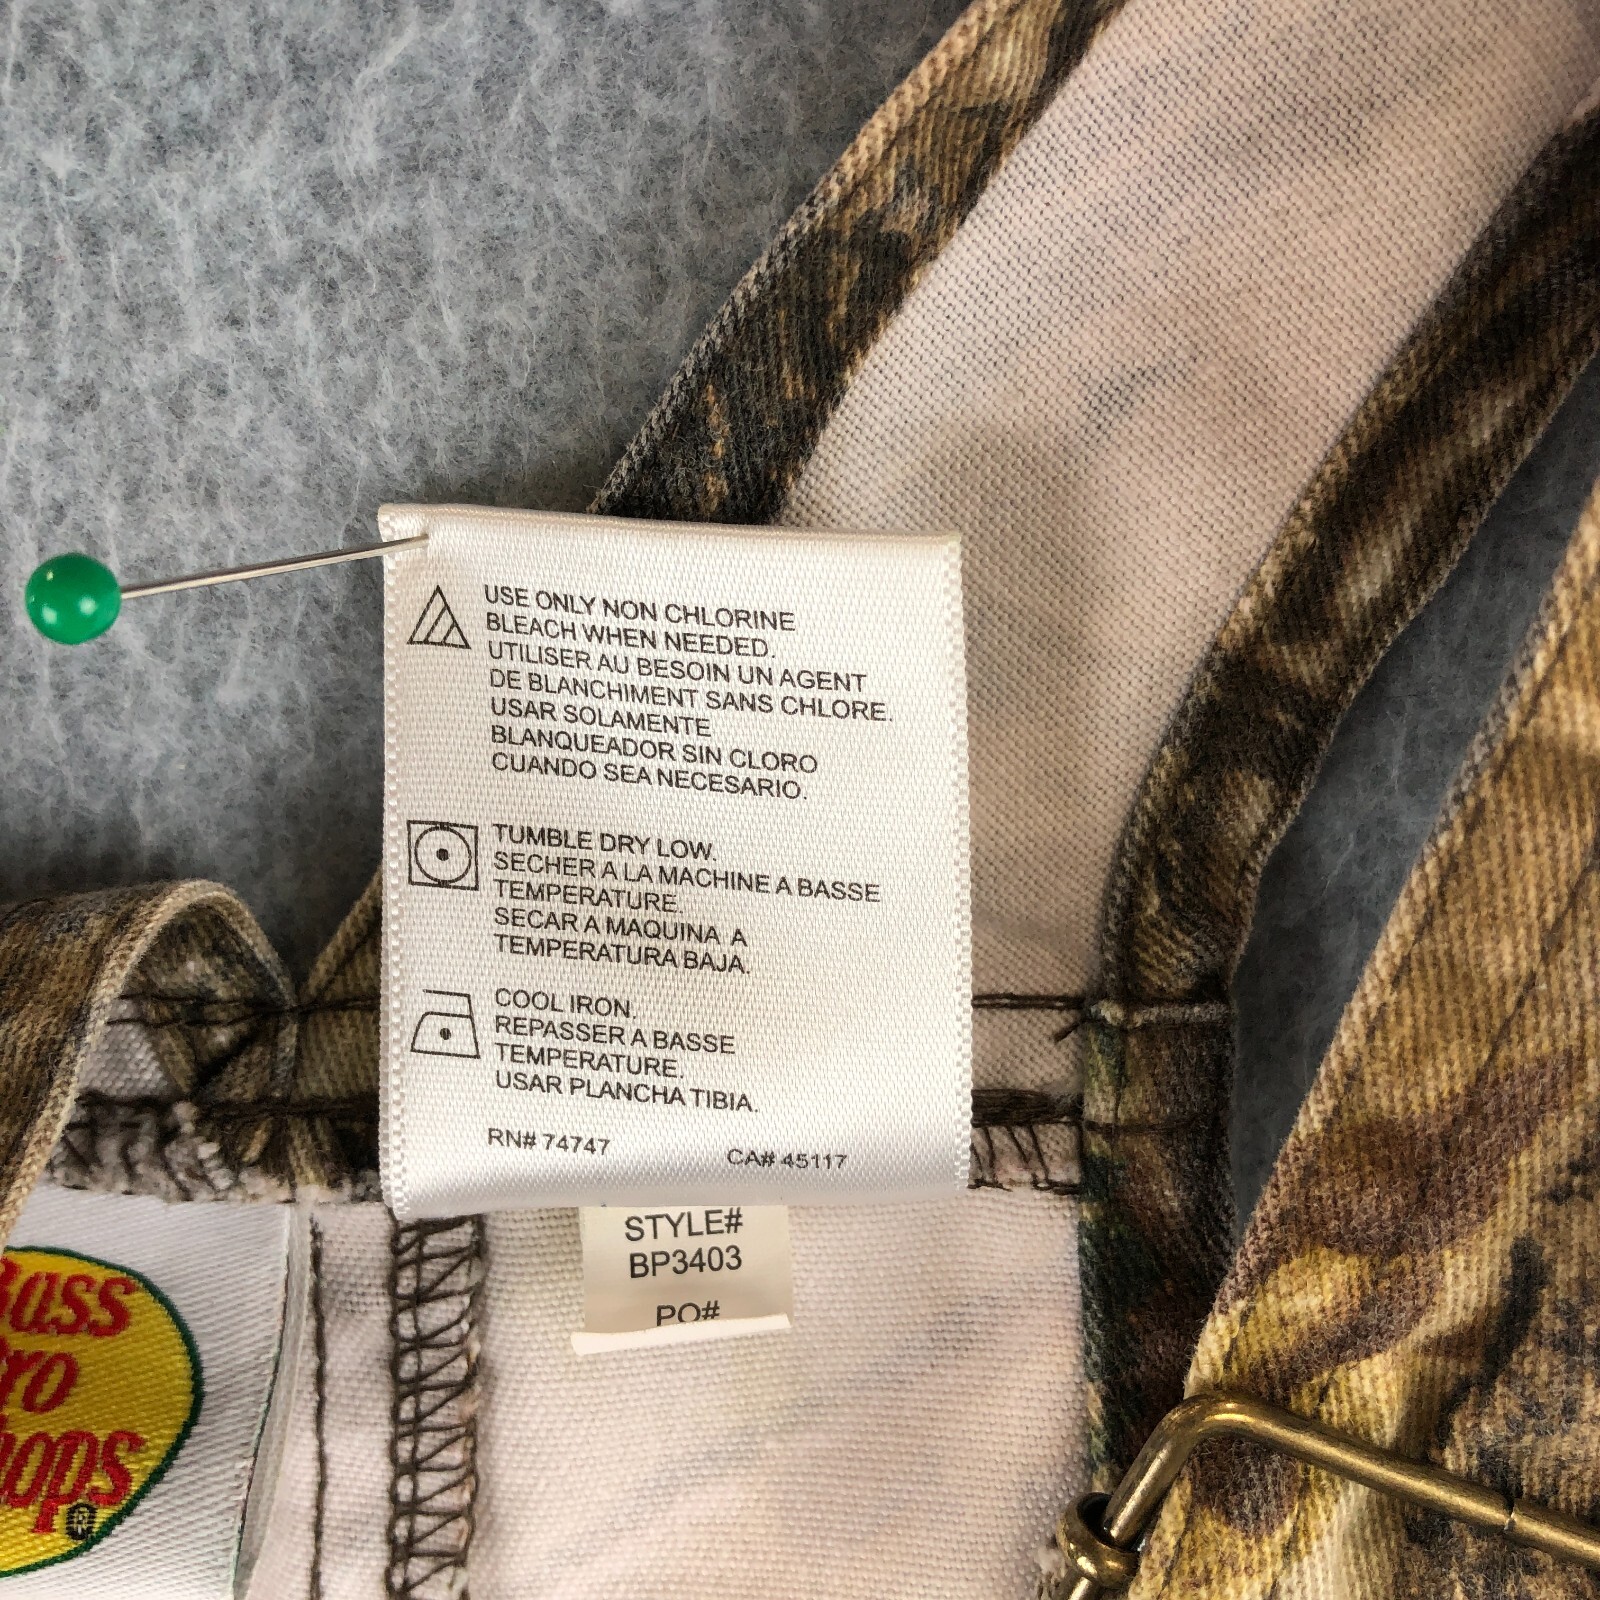 USE ONLY NON CHLORINE
BLEACH WHEN NEEDED.
UTILISER AU BESOIN UN AGENT
DE BLANCHIMENT SANS CHLORE.
USAR SOLAMENTE
BLANQUEADOR SIN CLORO
CUANDO SEA NECESARIO.
TUMBLE DRY LOW.
SECHER A LA MACHINE A BASSE
TEMPERATURE.
SECAR A MAQUINA A
TEMPERATURA BAJA.
COOL IRON.
REPASSER A BASSE
TEMPERATURE.
USAR PLANCHA TIBIA.
RN# 74747 CA# 45117
STYLE#
BP3403
PO#
Bass
Pro
Shops